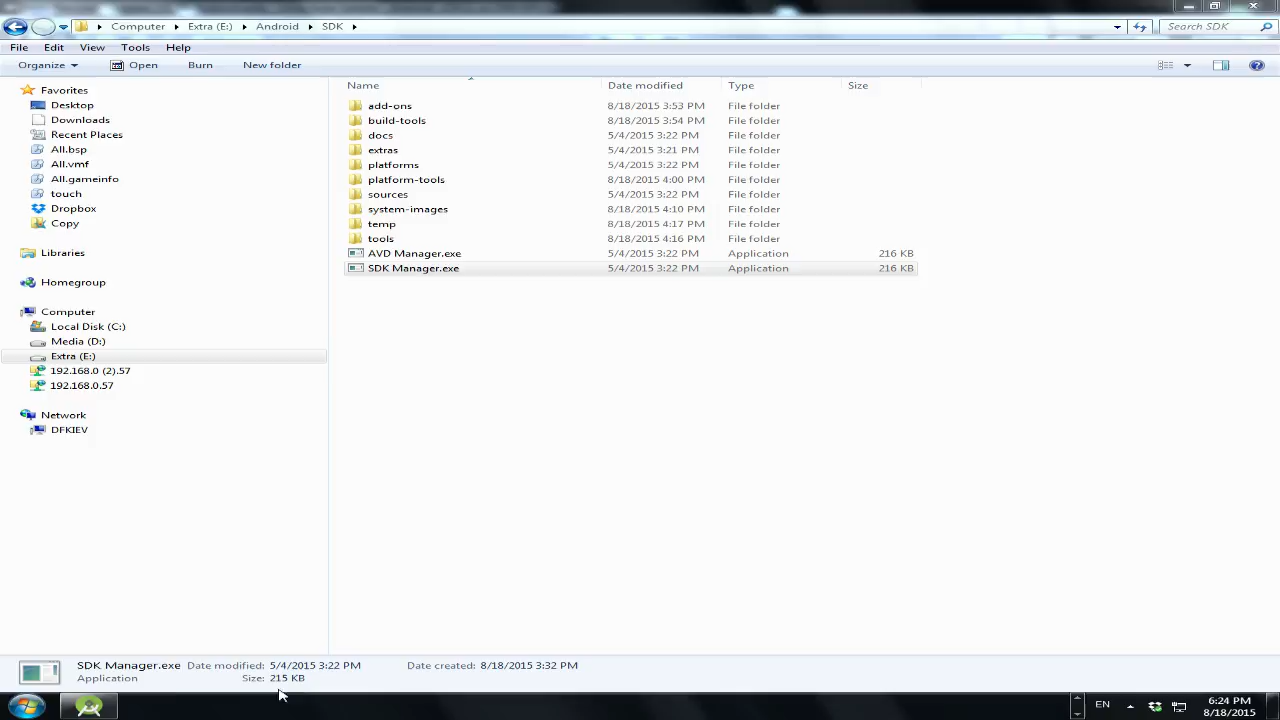 Computer Extra (E:) Android SDK Search SDK
File Edit View Tools Help
Organize Open Burn New folder
Name Date modified Type Size
Favorites
Desktop
Downloads
Recent Places
All.bsp
All.vmf
All.gameinfo
touch
Dropbox
Copy
Libraries
Homegroup
Computer
Local Disk (C:)
Media (D:)
Extra (E:)
192.168.0 (2).57
192.168.0.57
Network
DFKIEV
add-ons 8/18/2015 3:53 PM File folder
build-tools 8/18/2015 3:54 PM File folder
docs 5/4/2015 3:22 PM File folder
extras 5/4/2015 3:21 PM File folder
platforms 5/4/2015 3:22 PM File folder
platform-tools 8/18/2015 4:00 PM File folder
sources 5/4/2015 3:22 PM File folder
system-images 8/18/2015 4:10 PM File folder
temp 8/18/2015 4:17 PM File folder
tools 8/18/2015 4:16 PM File folder
AVD Manager.exe 5/4/2015 3:22 PM Application 216 KB
SDK Manager.exe 5/4/2015 3:22 PM Application 216 KB
SDK Manager.exe Date modified: 5/4/2015 3:22 PM Date created: 8/18/2015 3:32 PM
Application Size: 215 KB
EN 6:24 PM
8/18/2015